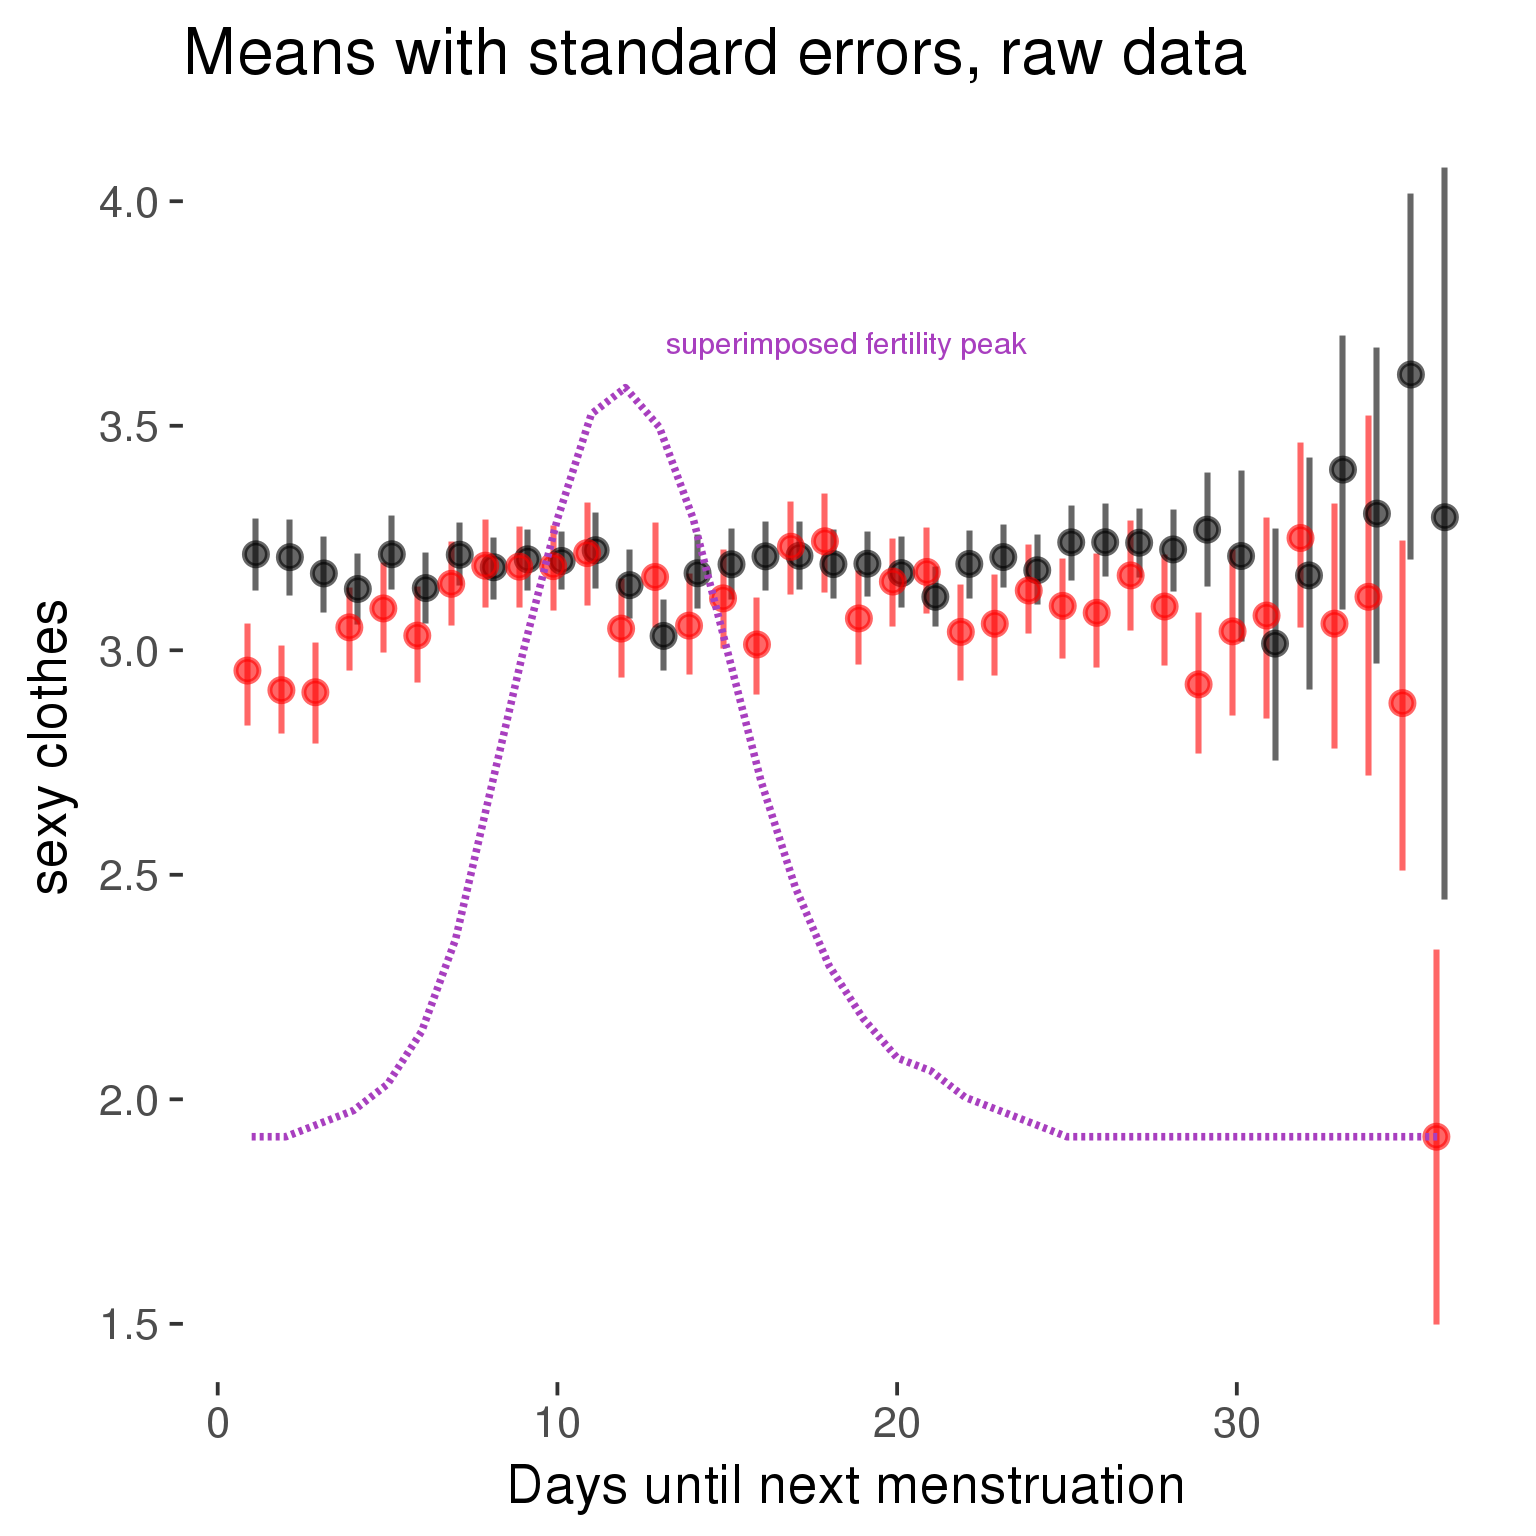 Means with standard errors, raw data
superimposed fertility peak
sexy clothes
4.0
3.5
3.0
2.5
2.0
1.5
0 10 20 30
Days until next menstruation